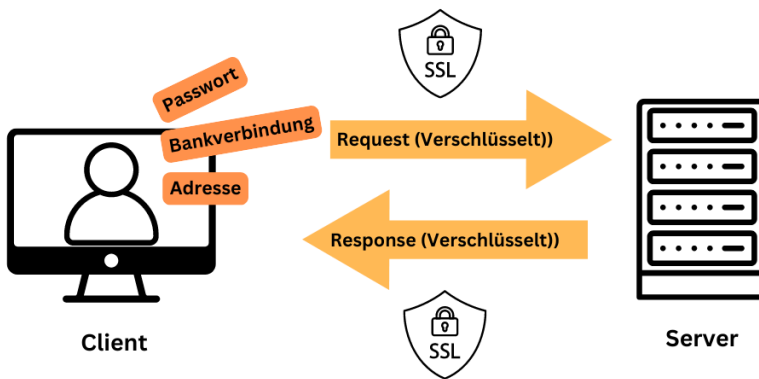 SSL
Passwort
Bankverbindung
Adresse
Request (Verschlüsselt))
Response (Verschlüsselt))
SSL
Client
Server